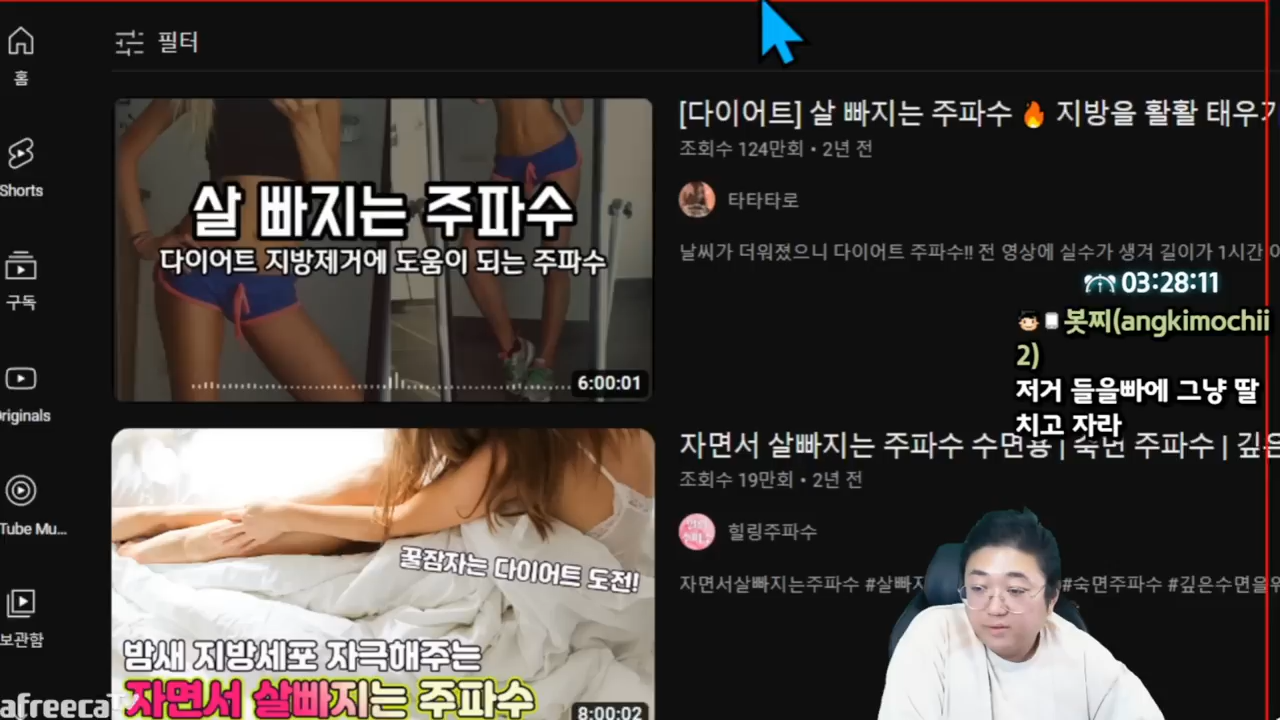 필터
홈
Shorts
구독
riginals
Tube Mu...
보관함
살 빠지는 주파수
다이어트 지방제거에 도움이 되는 주파수
6:00:01
[다이어트] 살 빠지는 주파수 🔥 지방을 활활 태우
조회수 124만회 • 2년 전
타타타로
날씨가 더워졌으니 다이어트 주파수!! 전 영상에 실수가 생겨 길이가 1시간
03:28:11
봇찌(angkimochii
2)
저거 들을빠에 그냥 딸
치고 자라
꿀잠자는 다이어트 도전!
밤새 지방세포 자극해주는
자면서 살빠지는 주파수
8:00:02
자면서 살빠지는 주파수 수면용 | 숙면 주파수 | 깊은
조회수 19만회 • 2년 전
힐링주파수
자면서살빠지는주파수 #살빠지 #숙면주파수 #깊은수면을
afreeca